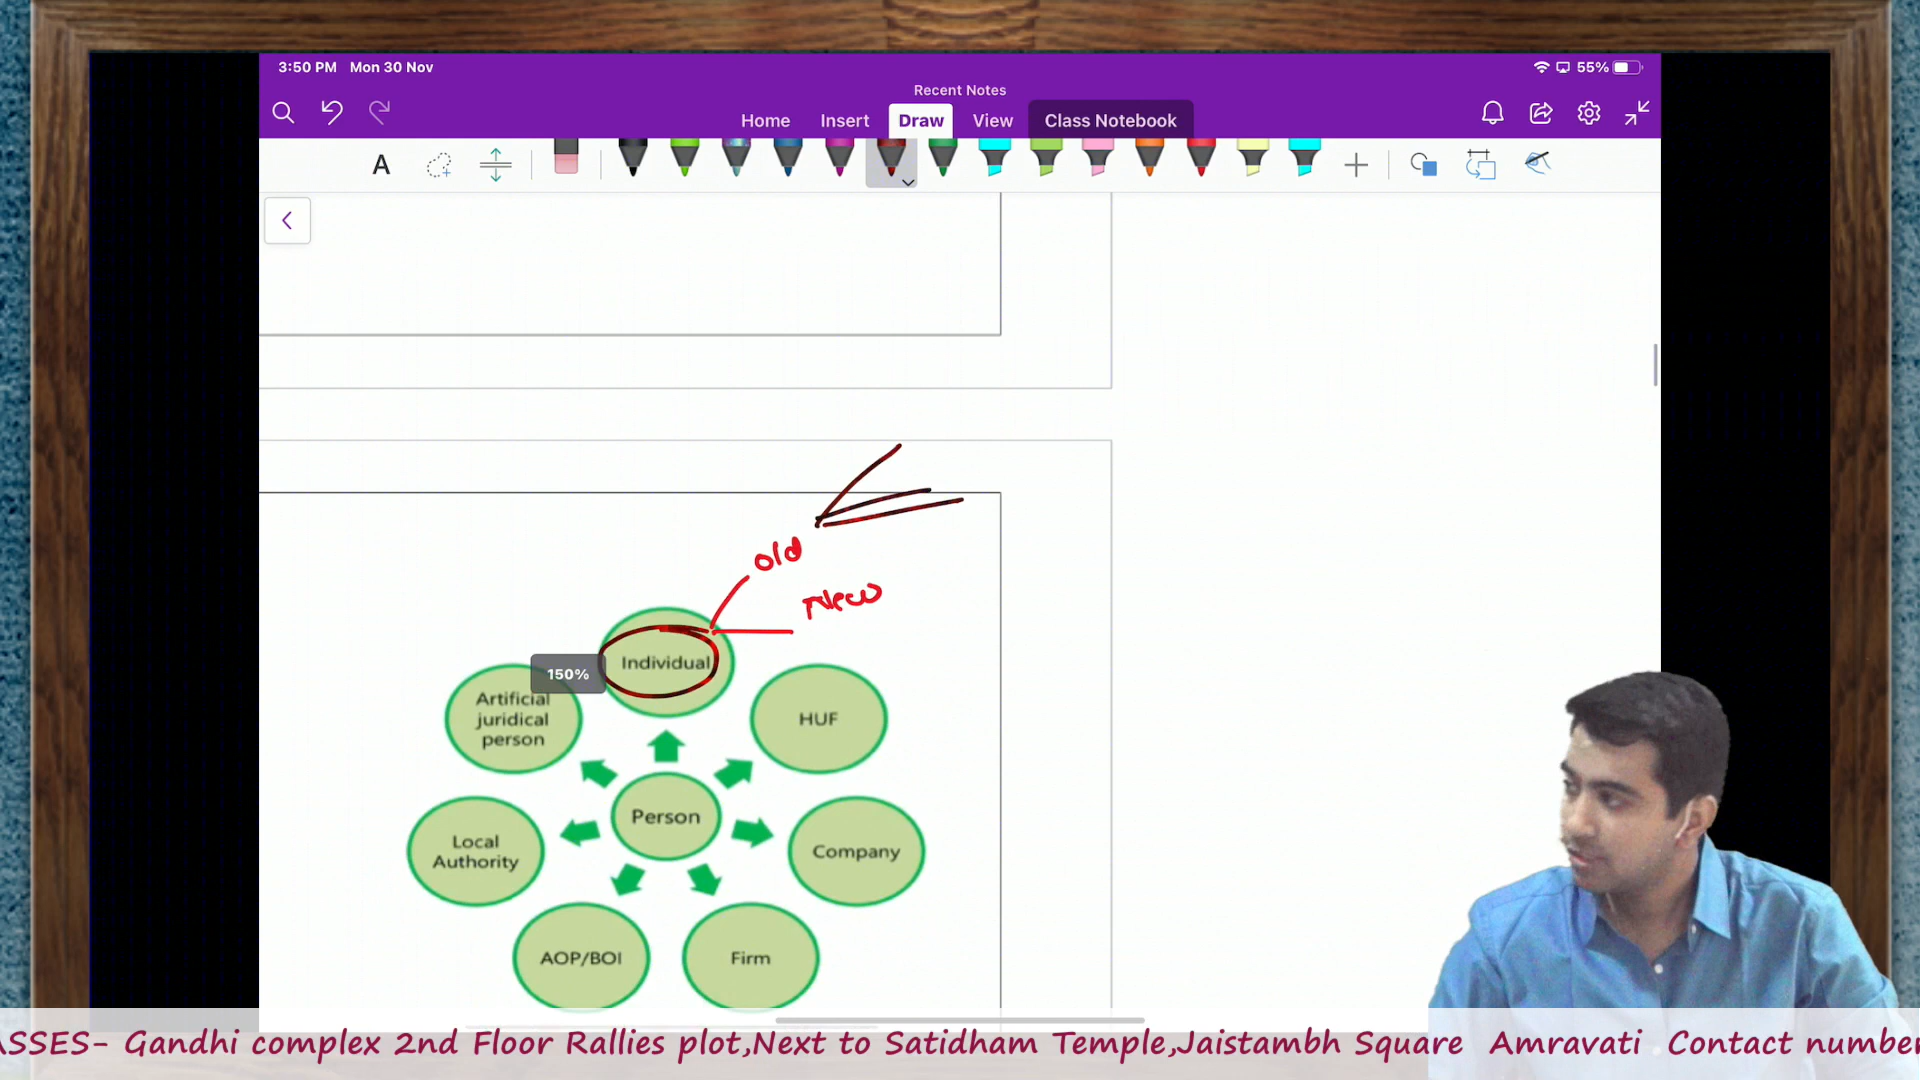 3:50 PM Mon 30 Nov
55%
Recent Notes
Home Insert Draw View Class Notebook
A
old
New
Individual
150%
Artificial
juridical
person
HUF
Person
Local
Authority
Company
AOP/BOI
Firm
ASSES- Gandhi complex 2nd Floor Rallies plot,Next to Satidham Temple,Jaistambh Square Amravati Contact number